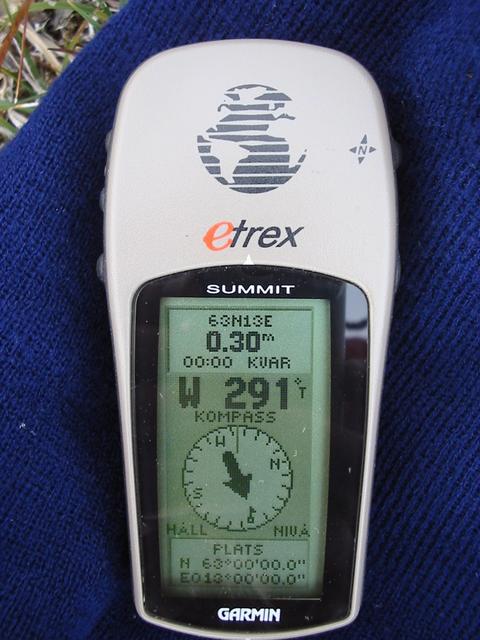 N
etrex
SUMMIT
63N13E
0.30m
00:00 KVAR
W 291°T
KOMPASS
W
N
S
E
HÅLL NIVÅ
PLATS
N 63°00'00.0"
E013°00'00.0"
GARMIN